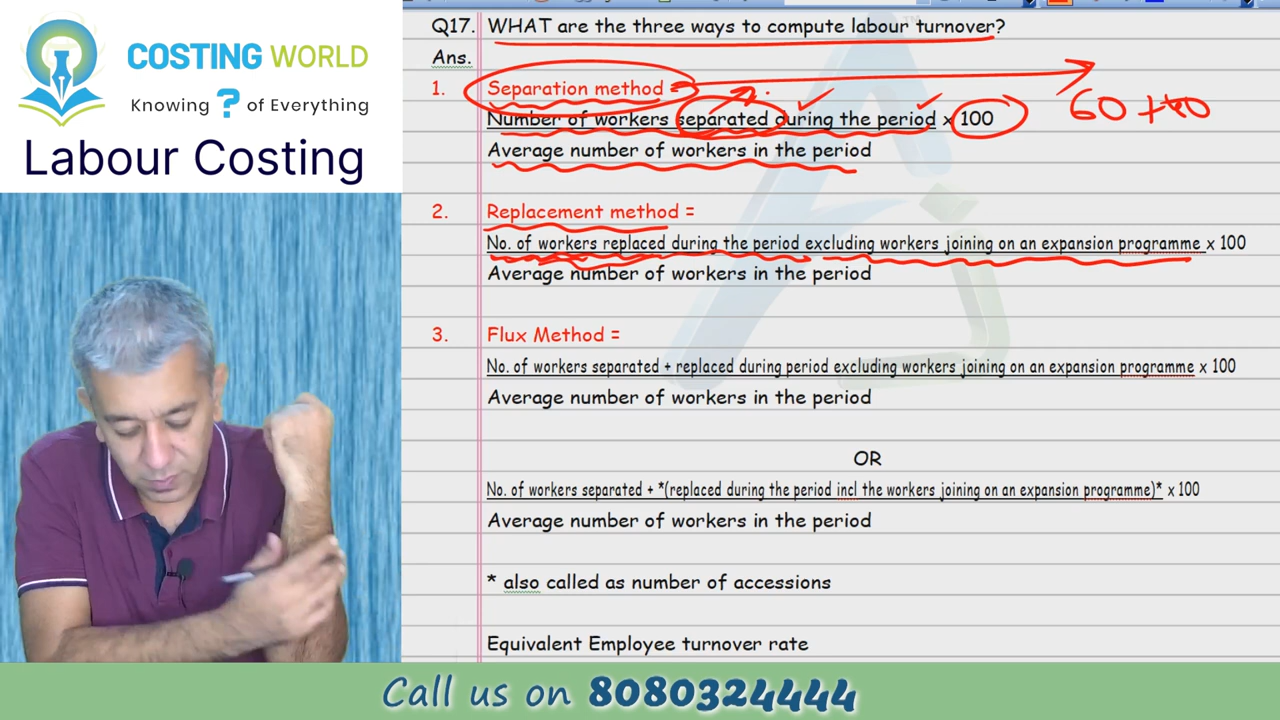 COSTING WORLD
Knowing ? of Everything
Labour Costing
Q17. WHAT are the three ways to compute labour turnover?
Ans.
1. Separation method =
Number of workers separated during the period x 100
60 + 40
Average number of workers in the period
2. Replacement method =
No. of workers replaced during the period excluding workers joining on an expansion programme x 100
Average number of workers in the period
3. Flux Method =
No. of workers separated + replaced during period excluding workers joining on an expansion programme x 100
Average number of workers in the period
OR
No. of workers separated + *(replaced during the period incl the workers joining on an expansion programme)* x 100
Average number of workers in the period
* also called as number of accessions
Equivalent Employee turnover rate
Call us on 8080324444